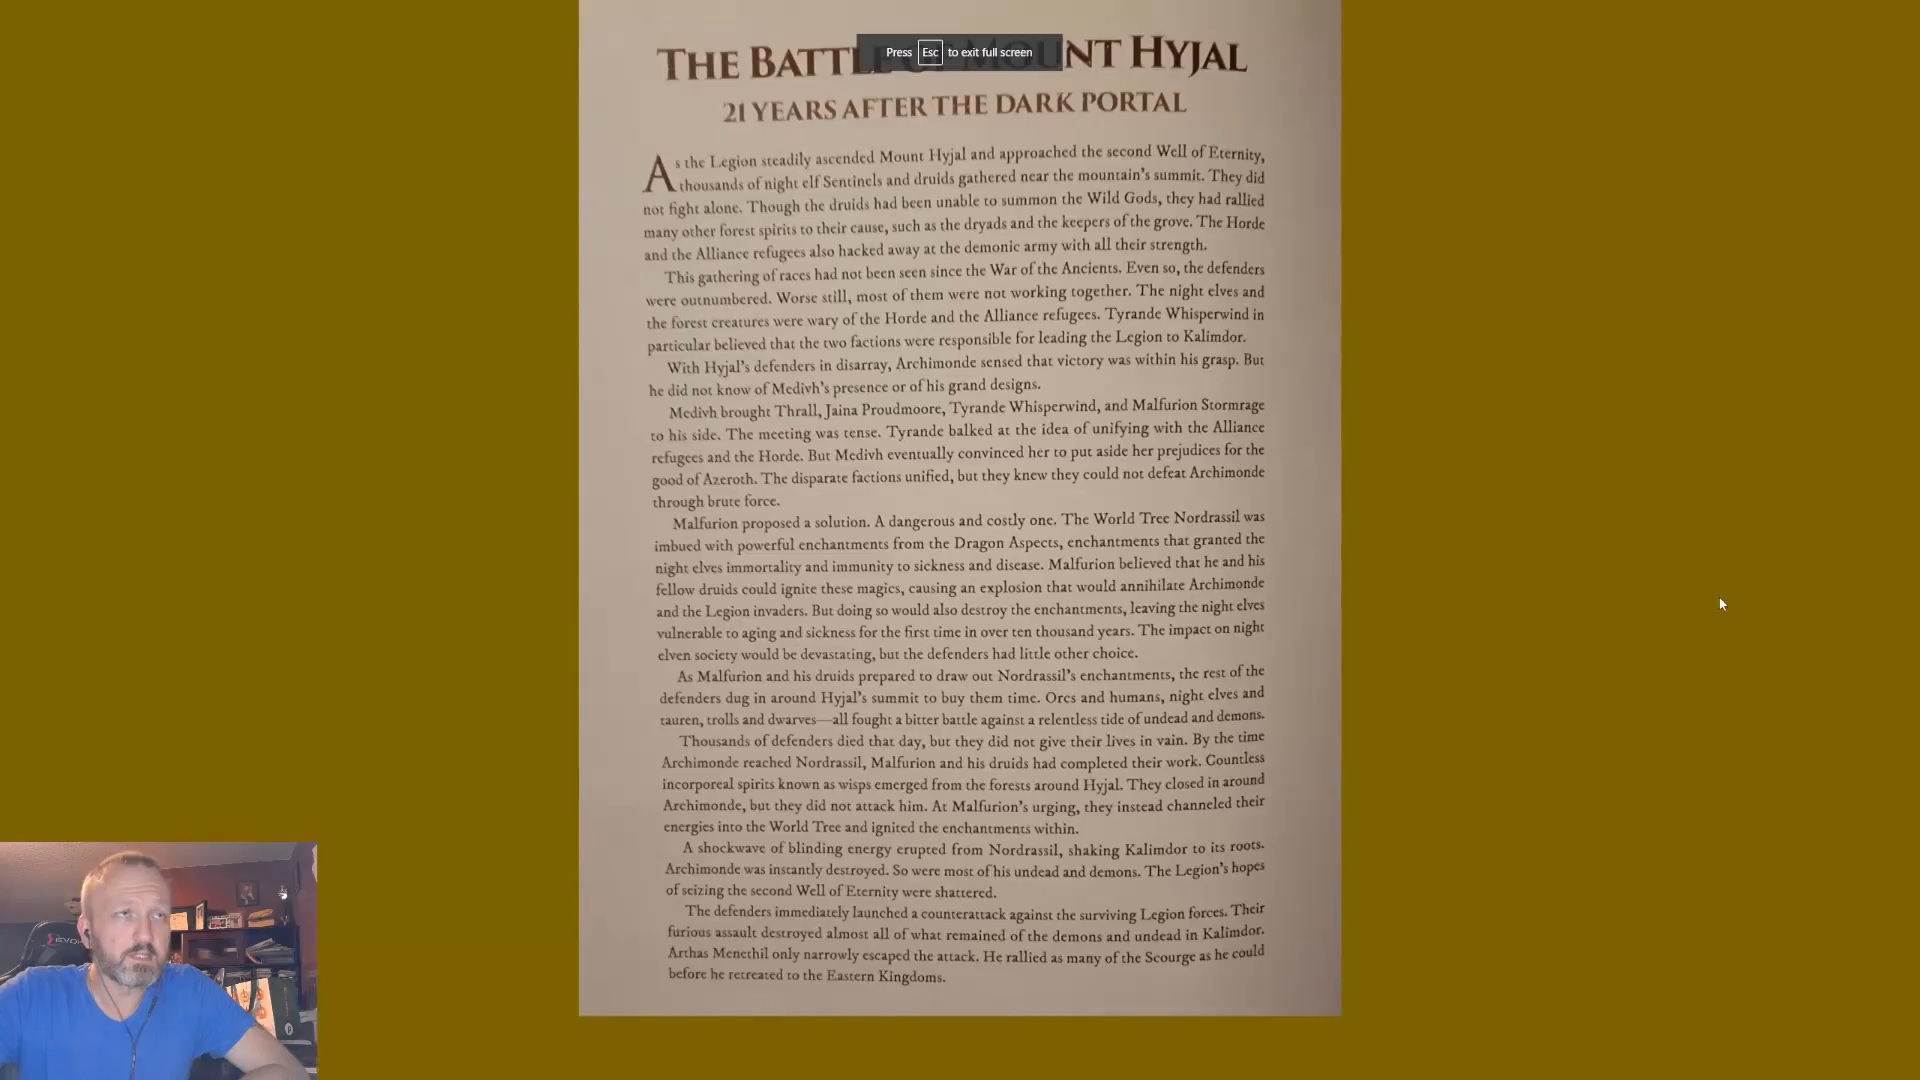 THE BATTLE OF MOUNT HYJAL
Press Esc to exit full screen
21 YEARS AFTER THE DARK PORTAL
As the Legion steadily ascended Mount Hyjal and approached the second Well of Eternity,
thousands of night elf Sentinels and druids gathered near the mountain's summit. They did
not fight alone. Though the druids had been unable to summon the Wild Gods, they had rallied
many other forest spirits to their cause, such as the dryads and the keepers of the grove. The Horde
and the Alliance refugees also hacked away at the demonic army with all their strength.
This gathering of races had not been seen since the War of the Ancients. Even so, the defenders
were outnumbered. Worse still, most of them were not working together. The night elves and
the forest creatures were wary of the Horde and the Alliance refugees. Tyrande Whisperwind in
particular believed that the two factions were responsible for leading the Legion to Kalimdor.
With Hyjal's defenders in disarray, Archimonde sensed that victory was within his grasp. But
he did not know of Medivh's presence or of his grand designs.
Medivh brought Thrall, Jaina Proudmoore, Tyrande Whisperwind, and Malfurion Stormrage
to his side. The meeting was tense. Tyrande balked at the idea of unifying with the Alliance
refugees and the Horde. But Medivh eventually convinced her to put aside her prejudices for the
good of Azeroth. The disparate factions unified, but they knew they could not defeat Archimonde
through brute force.
Malfurion proposed a solution. A dangerous and costly one. The World Tree Nordrassil was
imbued with powerful enchantments from the Dragon Aspects, enchantments that granted the
night elves immortality and immunity to sickness and disease. Malfurion believed that he and his
fellow druids could ignite these magics, causing an explosion that would annihilate Archimonde
and the Legion invaders. But doing so would also destroy the enchantments, leaving the night elves
vulnerable to aging and sickness for the first time in over ten thousand years. The impact on night
elven society would be devastating, but the defenders had little other choice.
As Malfurion and his druids prepared to draw out Nordrassil's enchantments, the rest of the
defenders dug in around Hyjal's summit to buy them time. Orcs and humans, night elves and
tauren, trolls and dwarves—all fought a bitter battle against a relentless tide of undead and demons.
Thousands of defenders died that day, but they did not give their lives in vain. By the time
Archimonde reached Nordrassil, Malfurion and his druids had completed their work. Countless
incorporeal spirits known as wisps emerged from the forests around Hyjal. They closed in around
Archimonde, but they did not attack him. At Malfurion's urging, they instead channeled their
energies into the World Tree and ignited the enchantments within.
A shockwave of blinding energy erupted from Nordrassil, shaking Kalimdor to its roots.
Archimonde was instantly destroyed. So were most of his undead and demons. The Legion's hopes
of seizing the second Well of Eternity were shattered.
The defenders immediately launched a counterattack against the surviving Legion forces. Their
furious assault destroyed almost all of what remained of the demons and undead in Kalimdor.
Arthas Menethil only narrowly escaped the attack. He rallied as many of the Scourge as he could
before he retreated to the Eastern Kingdoms.